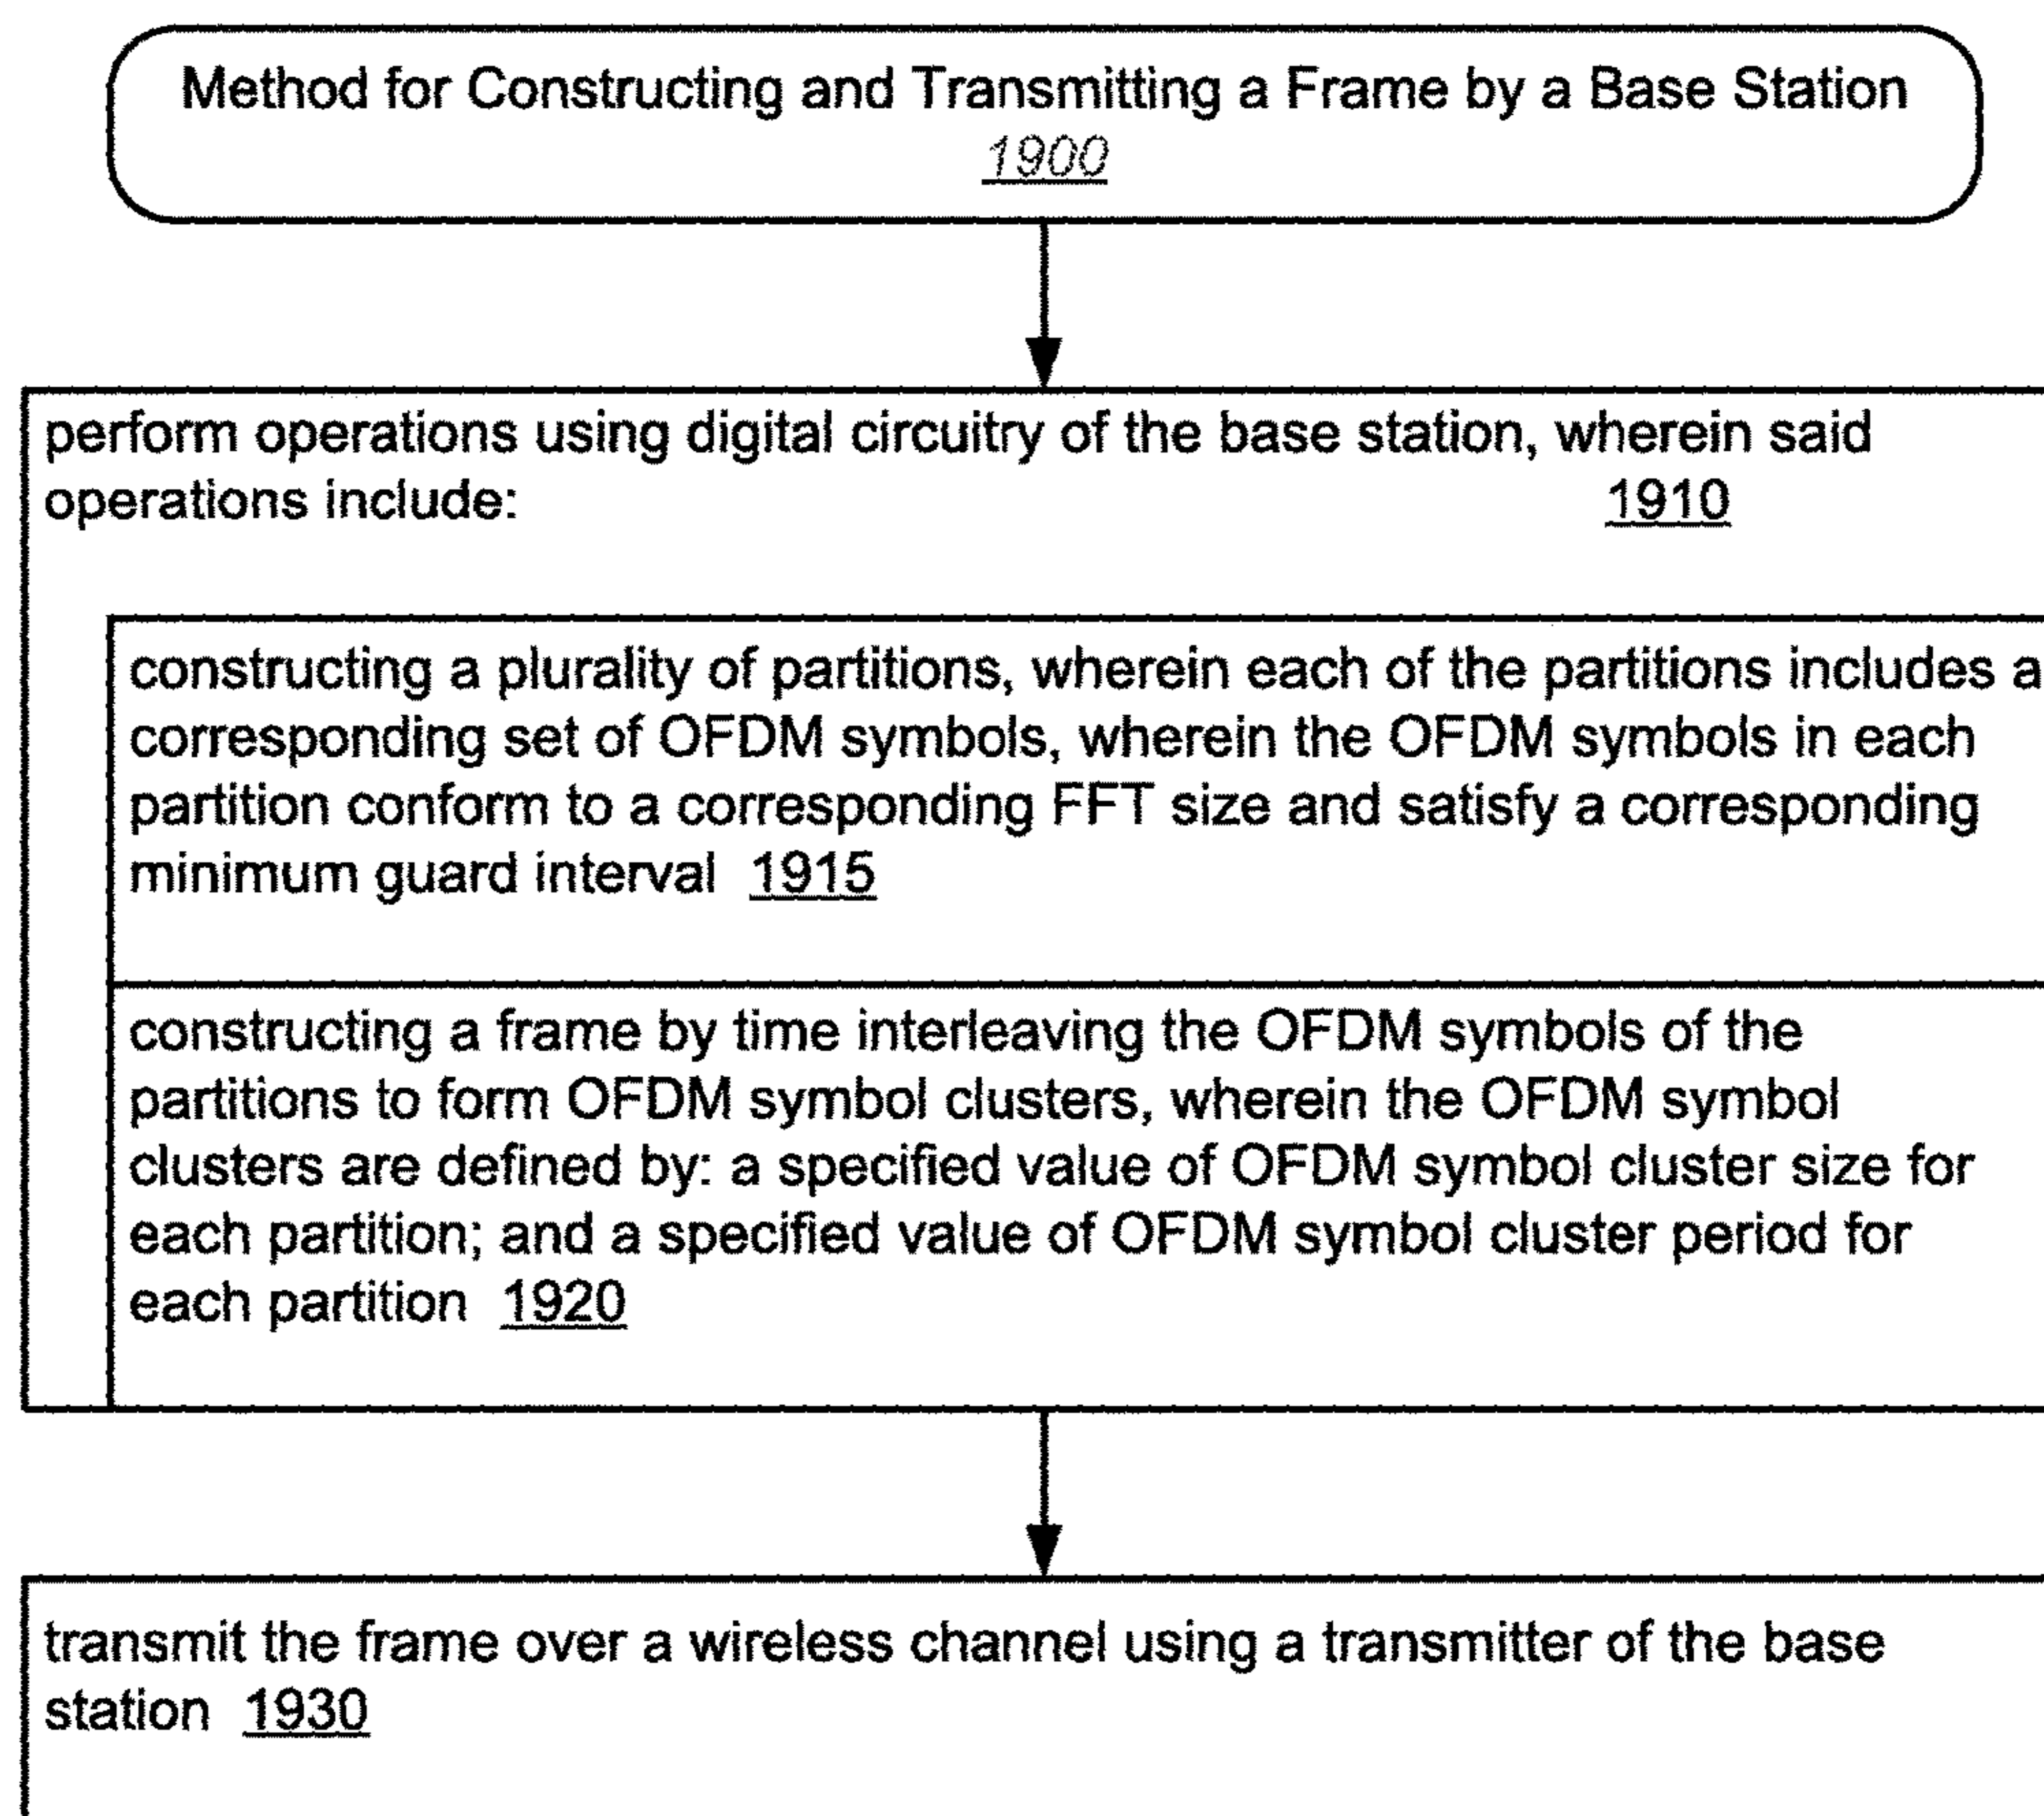 Method for Constructing and Transmitting a Frame by a Base Station
1900
perform operations using digital circuitry of the base station, wherein said
operations include: 1910
constructing a plurality of partitions, wherein each of the partitions includes a
corresponding set of OFDM symbols, wherein the OFDM symbols in each
partition conform to a corresponding FFT size and satisfy a corresponding
minimum guard interval 1915
constructing a frame by time interleaving the OFDM symbols of the
partitions to form OFDM symbol clusters, wherein the OFDM symbol
clusters are defined by: a specified value of OFDM symbol cluster size for
each partition; and a specified value of OFDM symbol cluster period for
each partition 1920
transmit the frame over a wireless channel using a transmitter of the base
station 1930